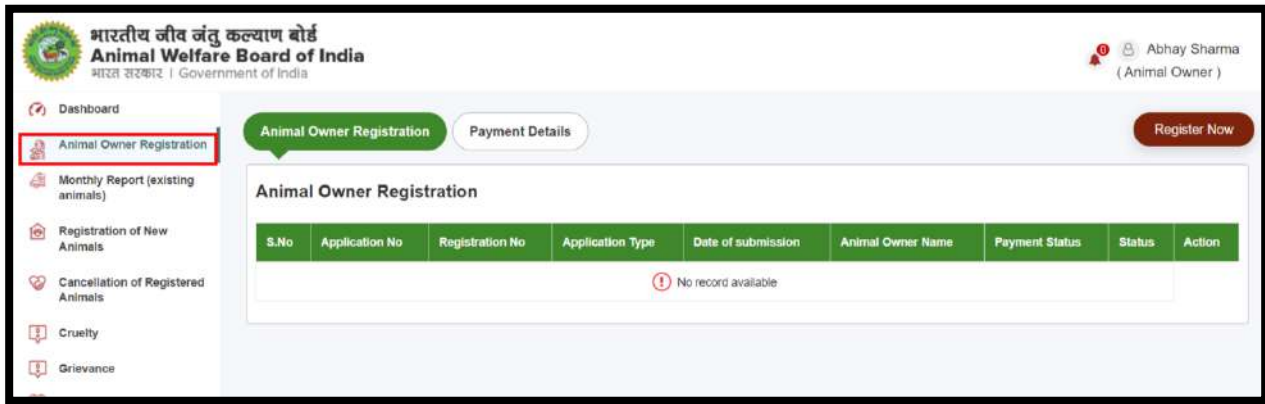 भारतीय जीव जंतु कल्याण बोर्ड
Animal Welfare Board of India
भारत सरकार | Government of India
0
Abhay Sharma
( Animal Owner )
Dashboard
Animal Owner Registration
Monthly Report (existing
animals)
Registration of New
Animals
Cancellation of Registered
Animals
Cruelty
Grievance
Animal Owner Registration
Payment Details
Register Now
Animal Owner Registration
S.No Application No Registration No Application Type Date of submission Animal Owner Name Payment Status Status Action
No record available